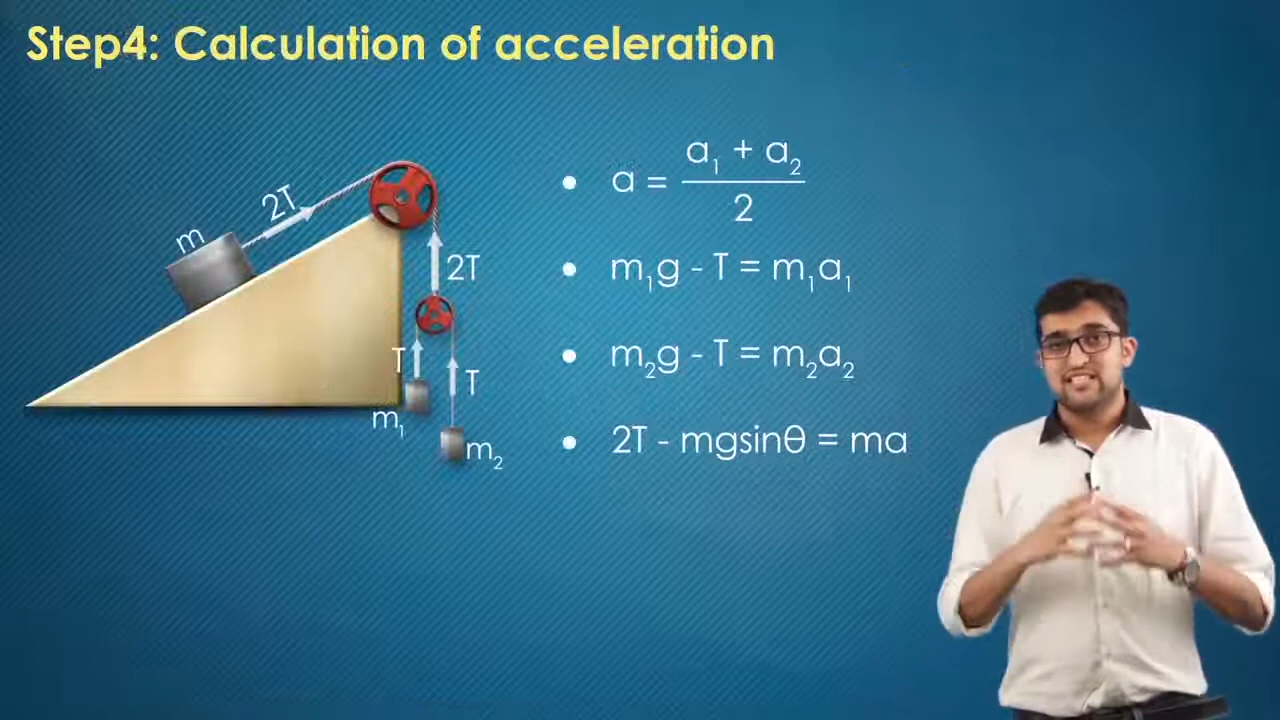 Step4: Calculation of acceleration
• a = (a₁ + a₂) / 2
• m₁g - T = m₁a₁
• m₂g - T = m₂a₂
• 2T - mgsinθ = ma
2T
m
2T
T
T
m₁
m₂